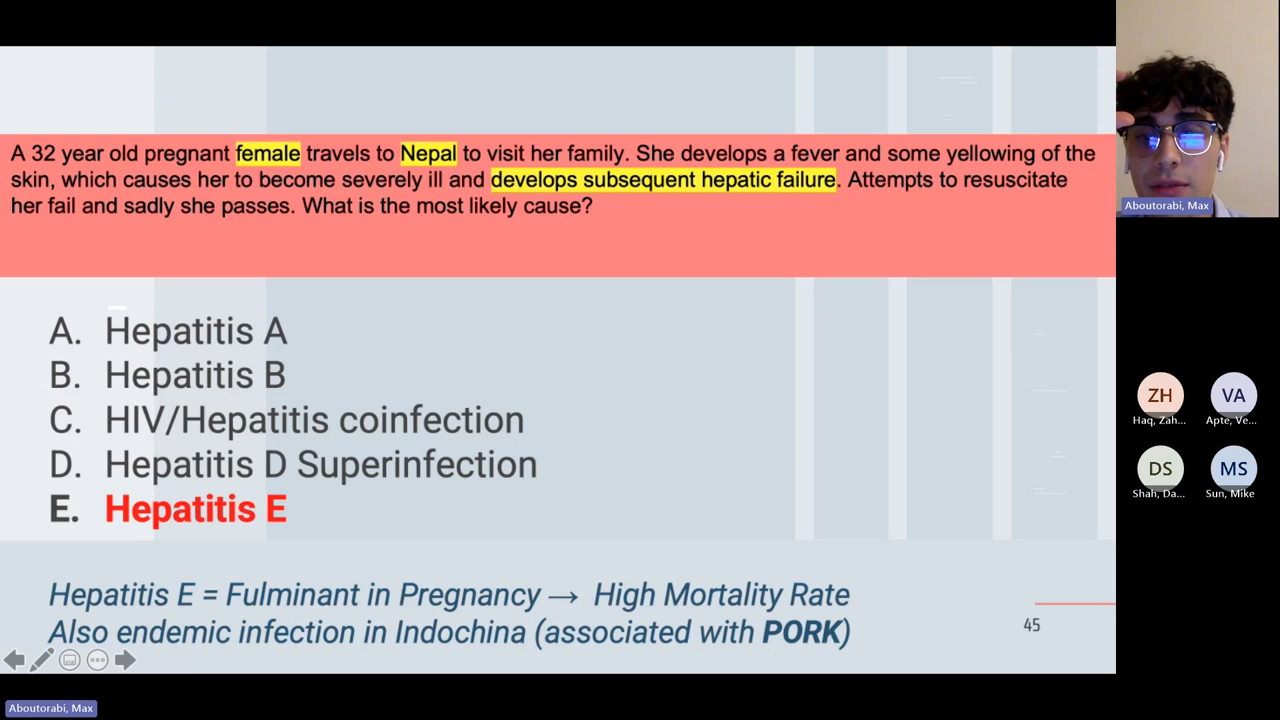 A 32 year old pregnant female travels to Nepal to visit her family. She develops a fever and some yellowing of the
skin, which causes her to become severely ill and develops subsequent hepatic failure. Attempts to resuscitate
her fail and sadly she passes. What is the most likely cause?
A. Hepatitis A
B. Hepatitis B
C. HIV/Hepatitis coinfection
D. Hepatitis D Superinfection
E. Hepatitis E
Hepatitis E = Fulminant in Pregnancy → High Mortality Rate
Also endemic infection in Indochina (associated with PORK)
45
Aboutorabi, Max
ZH
Haq, Zah...
VA
Apte, Ve...
DS
Shah, Da...
MS
Sun, Mike
Aboutorabi, Max